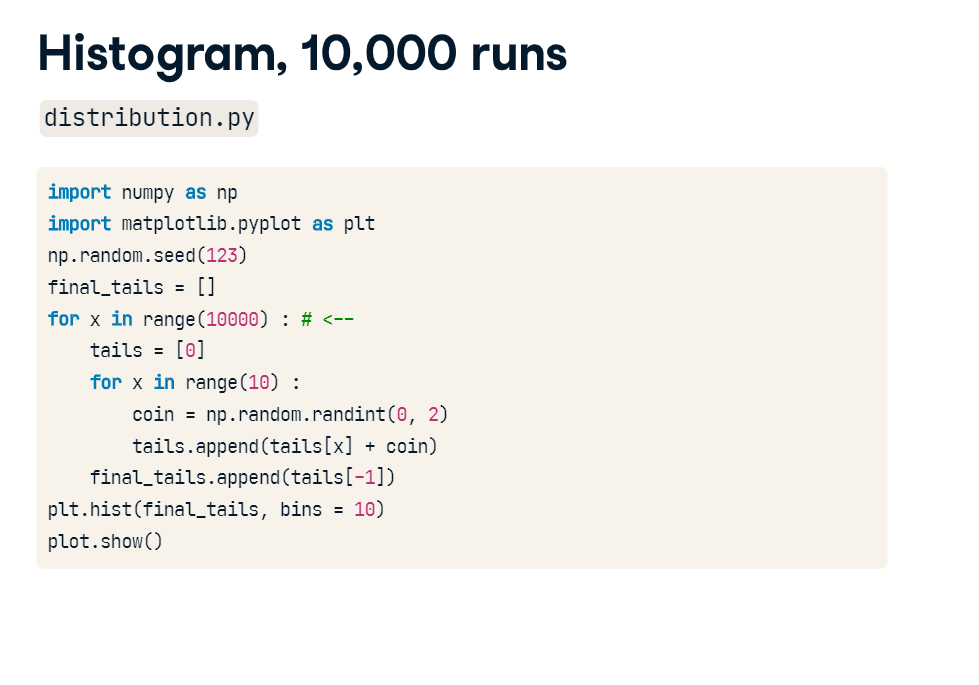 Histogram, 10,000 runs
distribution.py
import numpy as np
import matplotlib.pyplot as plt
np.random.seed(123)
final_tails = []
for x in range(10000) : # <--
    tails = [0]
    for x in range(10) :
        coin = np.random.randint(0, 2)
        tails.append(tails[x] + coin)
    final_tails.append(tails[-1])
plt.hist(final_tails, bins = 10)
plot.show()